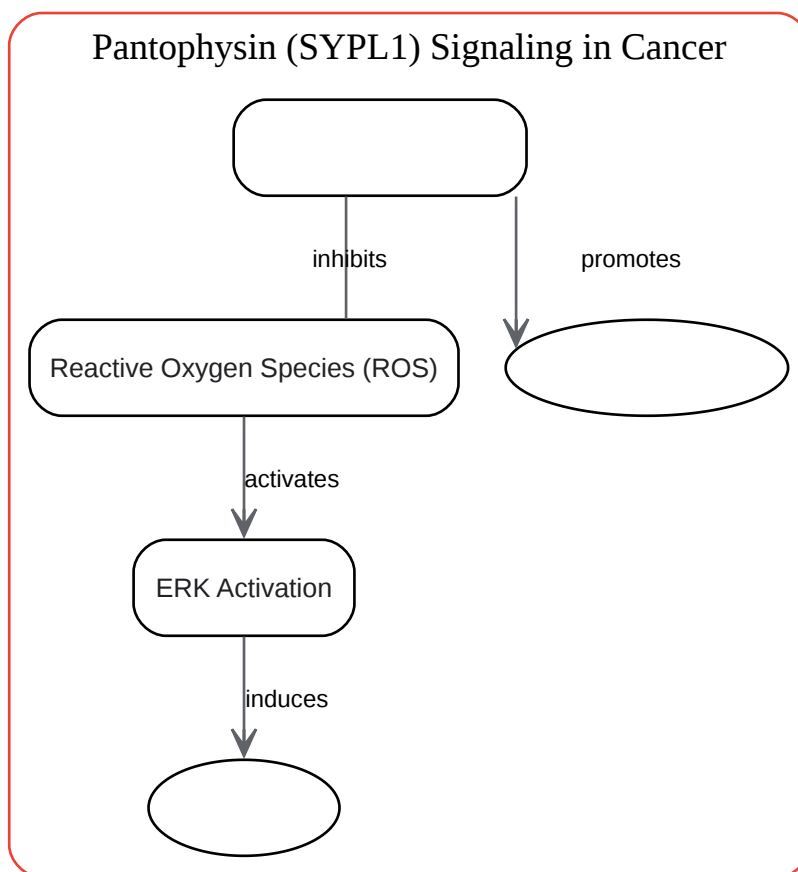 Pantophysin (SYPL1) Signaling in Cancer
inhibits
promotes
Reactive Oxygen Species (ROS)
activates
ERK Activation
induces